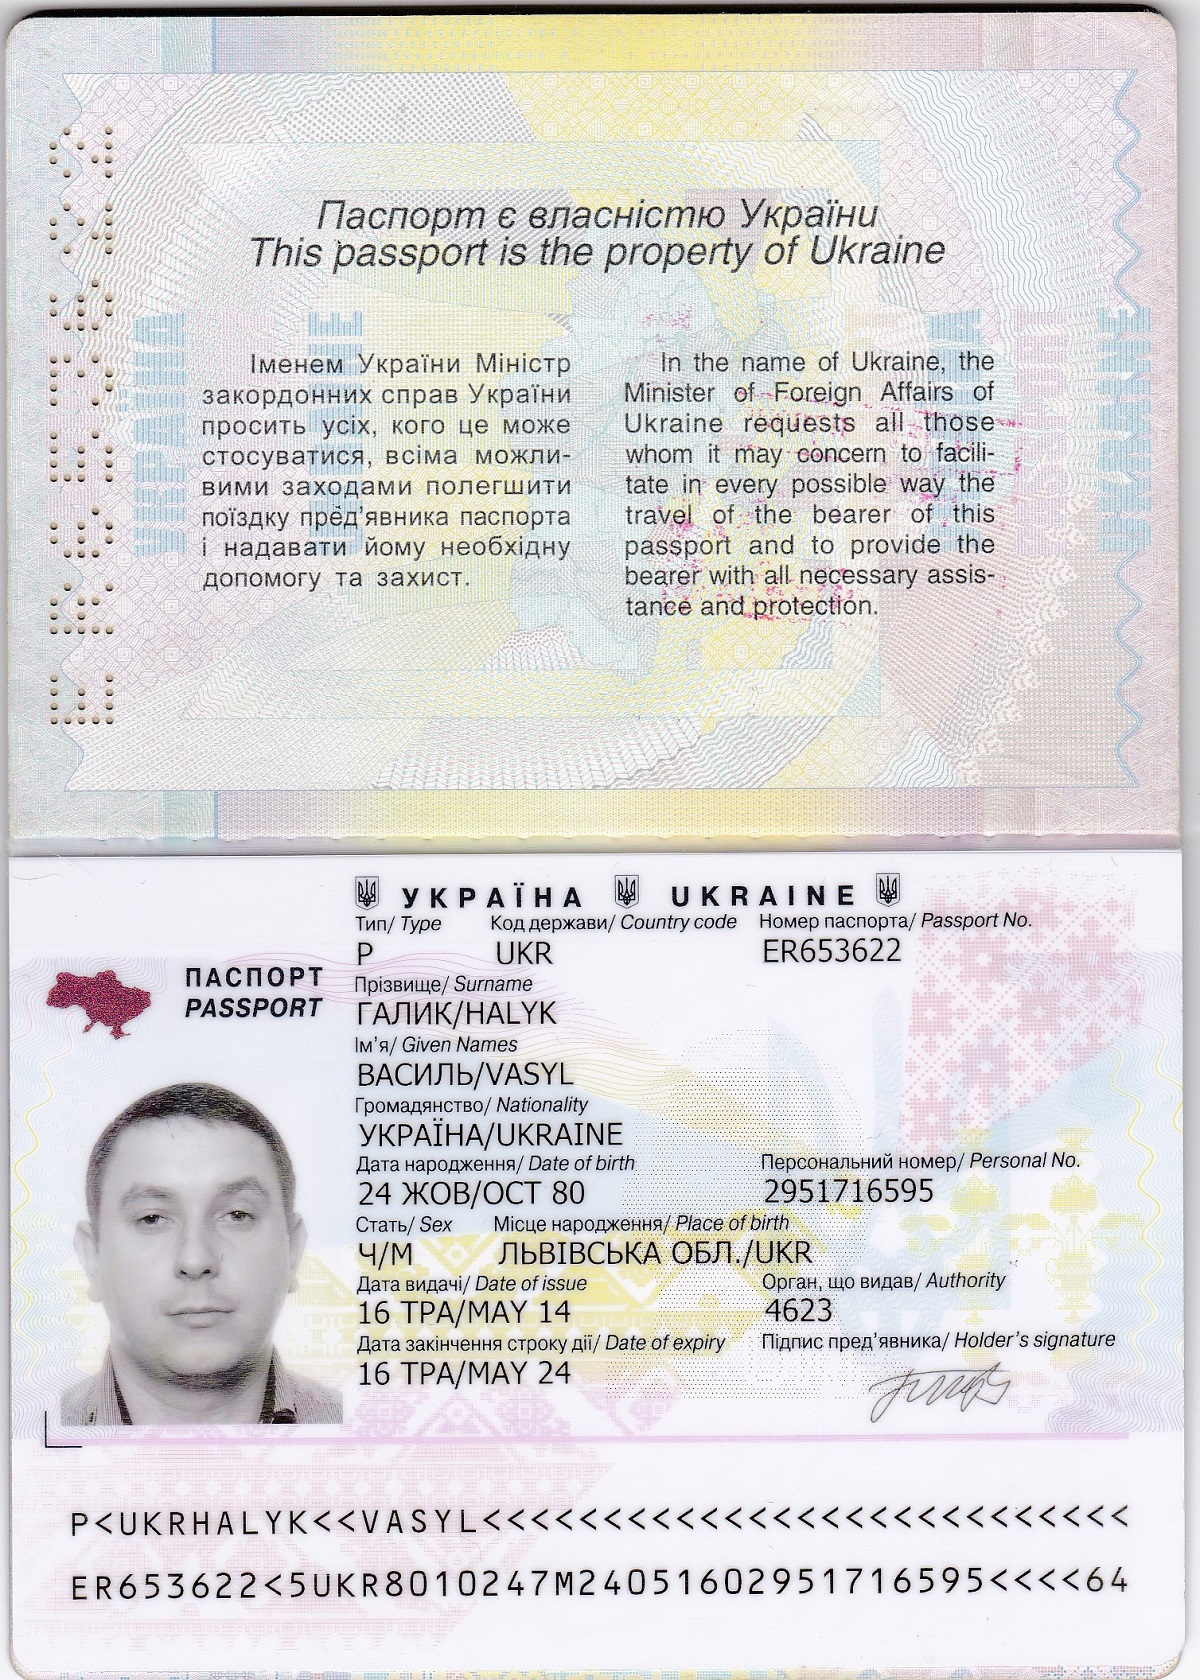 Паспорт є власністю України
This passport is the property of Ukraine
Іменем України Міністр
закордонних справ України
просить усіх, кого це може
стосуватися, всіма можли-
вими заходами полегшити
поїздку пред'явника паспорта
і надавати йому необхідну
допомогу та захист.
In the name of Ukraine, the
Minister of Foreign Affairs of
Ukraine requests all those
whom it may concern to facili-
tate in every possible way the
travel of the bearer of this
passport and to provide the
bearer with all necessary assis-
tance and protection.
УКРАЇНА UKRAINE
Тип/ Type Код держави/ Country code Номер паспорта/ Passport No.
P UKR ER653622
ПАСПОРТ
PASSPORT
Прізвище/ Surname
ГАЛИК/HALYK
Ім'я/ Given Names
ВАСИЛЬ/VASYL
Громадянство/ Nationality
УКРАЇНА/UKRAINE
Дата народження/ Date of birth Персональний номер/ Personal No.
24 ЖОВ/OCT 80 2951716595
Стать/ Sex Місце народження/ Place of birth
Ч/M ЛЬВІВСЬКА ОБЛ./UKR
Дата видачі/ Date of issue Орган, що видав/ Authority
16 ТРА/MAY 14 4623
Дата закінчення строку дії/ Date of expiry Підпис пред'явника/ Holder's signature
16 ТРА/MAY 24
P<UKRHALYK<<VASYL<<<<<<<<<<<<<<<<<<<<<<<<<<<
ER653622<5UKR8010247M24051602951716595<<<<64